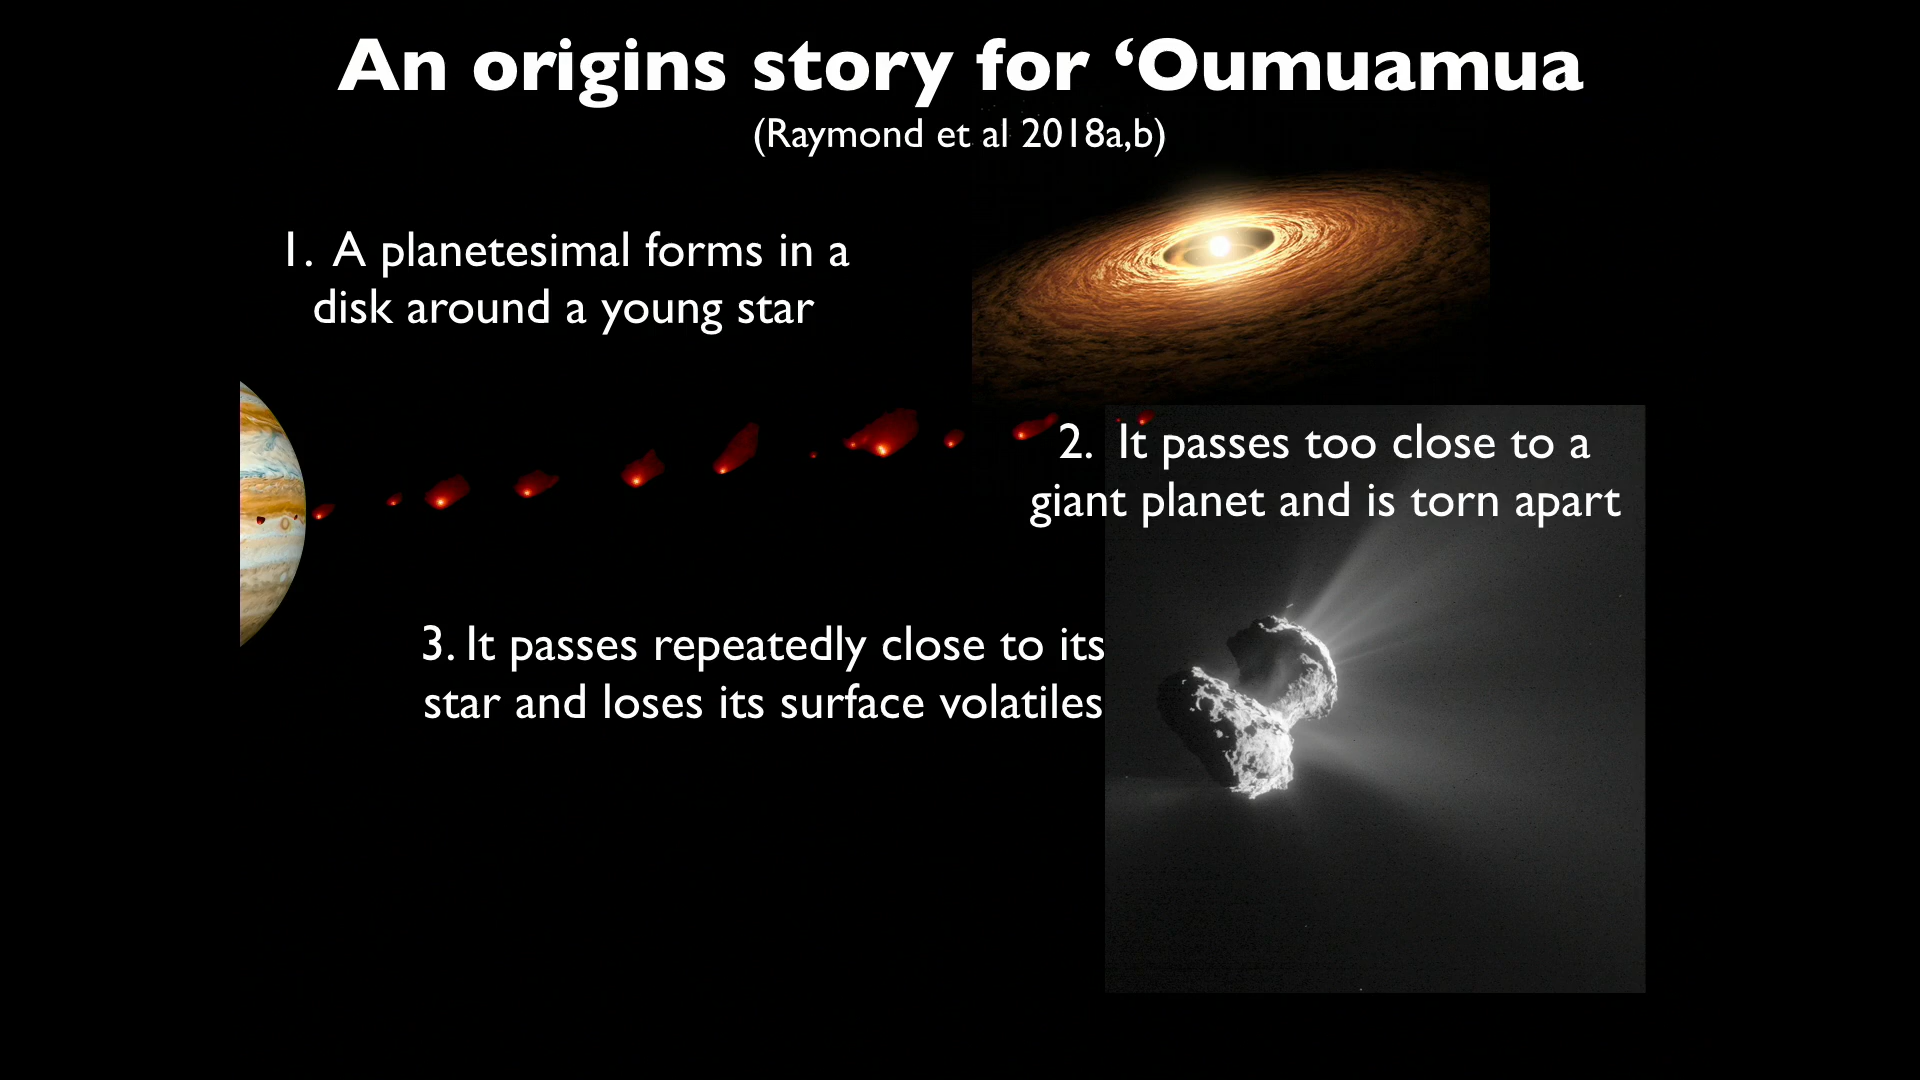 An origins story for ‘Oumuamua
(Raymond et al 2018a,b)
1. A planetesimal forms in a
disk around a young star
2. It passes too close to a
giant planet and is torn apart
3. It passes repeatedly close to its
star and loses its surface volatiles